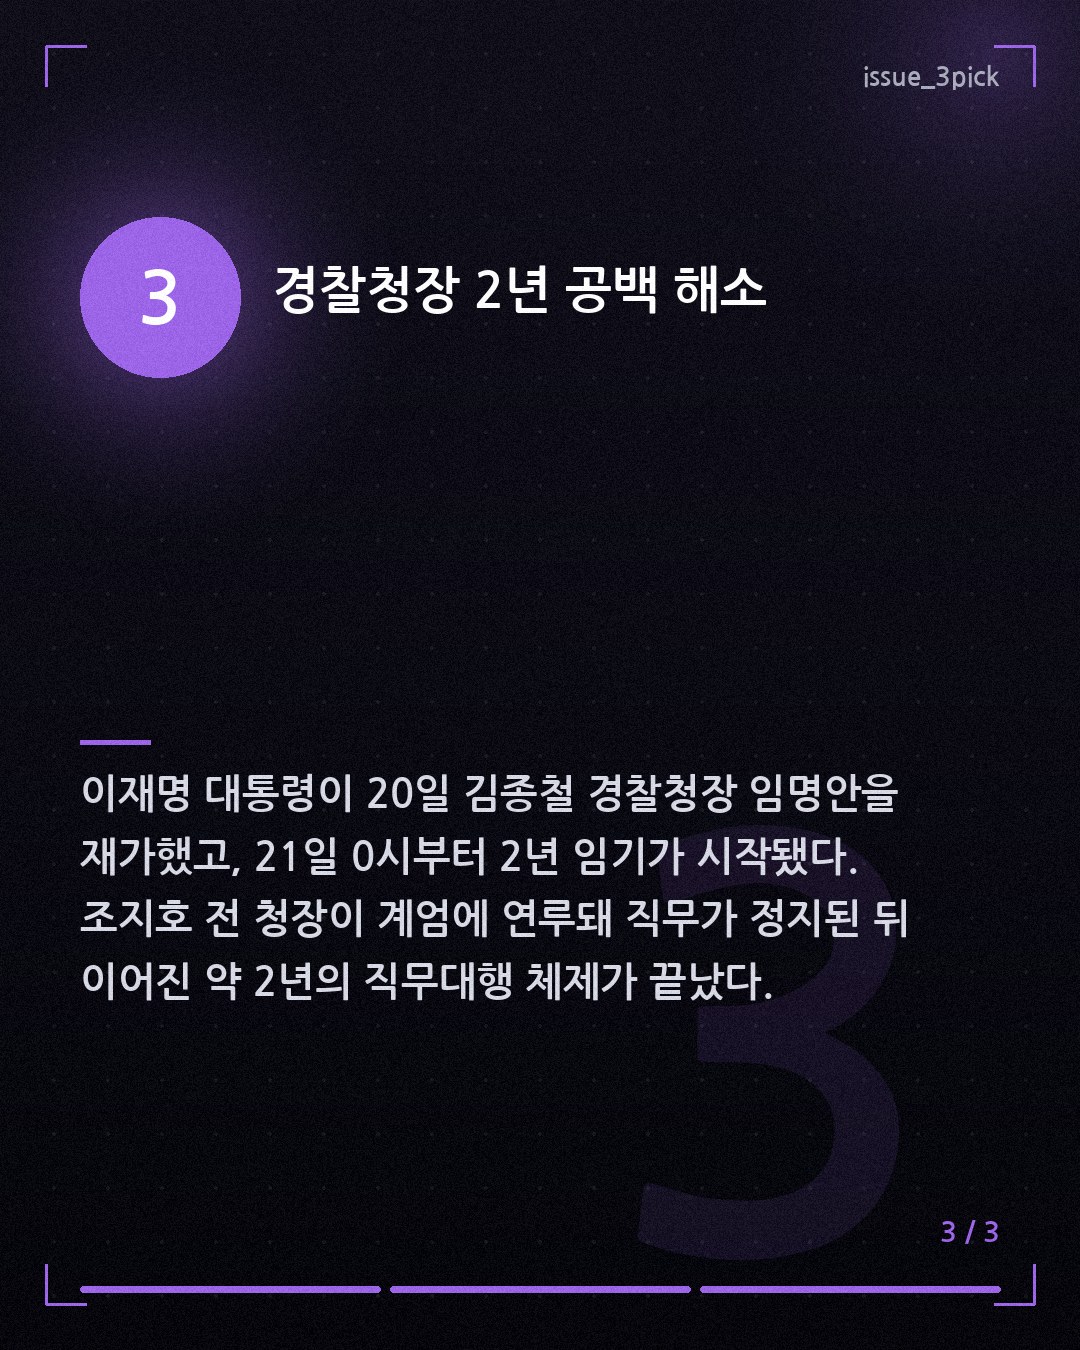 issue_3pick
3
경찰청장 2년 공백 해소
이재명 대통령이 20일 김종철 경찰청장 임명안을
재가했고, 21일 0시부터 2년 임기가 시작됐다.
조지호 전 청장이 계엄에 연루돼 직무가 정지된 뒤
이어진 약 2년의 직무대행 체제가 끝났다.
3
3 / 3